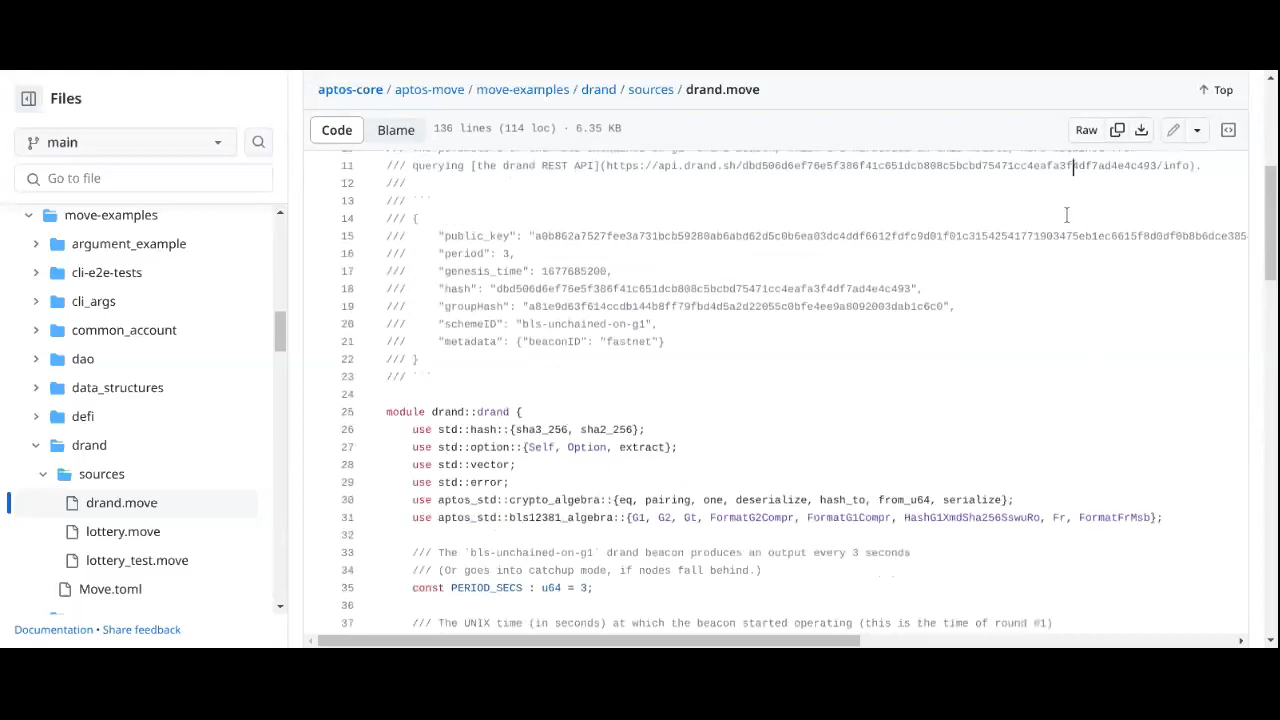 Files
aptos-core / aptos-move / move-examples / drand / sources / drand.move
Top
main
Code
Blame
136 lines (114 loc) · 6.35 KB
Raw
Go to file
move-examples
argument_example
cli-e2e-tests
cli_args
common_account
dao
data_structures
defi
drand
sources
drand.move
lottery.move
lottery_test.move
Move.toml
Documentation • Share feedback
11 /// querying [the drand REST API](https://api.drand.sh/dbd506d6ef76e5f386f41c651dcb808c5bcbd75471cc4eafa3f4df7ad4e4c493/info).
12 ///
13 /// ```
14 /// {
15 /// "public_key": "a0b862a7527fee3a731bcb59280ab6abd62d5c0b6ea03dc4ddf6612fdfc9d01f01c31542541771903475eb1ec6615f8d0df0b8b6dce385
16 /// "period": 3,
17 /// "genesis_time": 1677685200,
18 /// "hash": "dbd506d6ef76e5f386f41c651dcb808c5bcbd75471cc4eafa3f4df7ad4e4c493",
19 /// "groupHash": "a81e9d63f614ccdb144b8ff79fbd4d5a2d22055c0bfe4ee9a8092003dab1c6c0",
20 /// "schemeID": "bls-unchained-on-g1",
21 /// "metadata": {"beaconID": "fastnet"}
22 /// }
23 /// ```
24
25 module drand::drand {
26 use std::hash::{sha3_256, sha2_256};
27 use std::option::{Self, Option, extract};
28 use std::vector;
29 use std::error;
30 use aptos_std::crypto_algebra::{eq, pairing, one, deserialize, hash_to, from_u64, serialize};
31 use aptos_std::bls12381_algebra::{G1, G2, Gt, FormatG2Compr, FormatG1Compr, HashG1XmdSha256SswuRo, Fr, FormatFrMsb};
32
33 /// The `bls-unchained-on-g1` drand beacon produces an output every 3 seconds
34 /// (Or goes into catchup mode, if nodes fall behind.)
35 const PERIOD_SECS : u64 = 3;
36
37 /// The UNIX time (in seconds) at which the beacon started operating (this is the time of round #1)